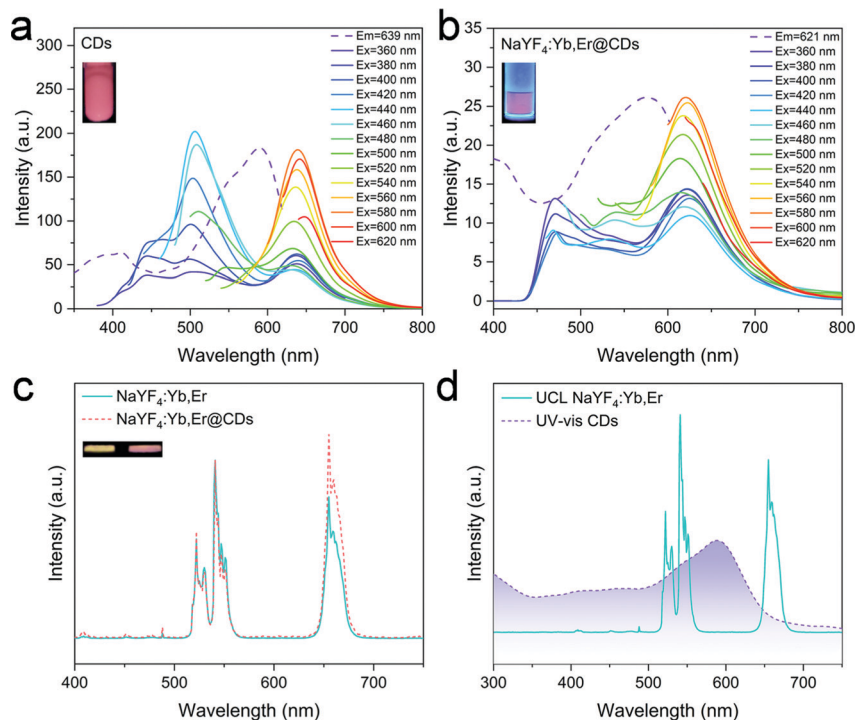 a
CDs
Em=639 nm
Ex=360 nm
Ex=380 nm
Ex=400 nm
Ex=420 nm
Ex=440 nm
Ex=460 nm
Ex=480 nm
Ex=500 nm
Ex=520 nm
Ex=540 nm
Ex=560 nm
Ex=580 nm
Ex=600 nm
Ex=620 nm
Intensity (a.u.)
300
250
200
150
100
50
0
400 500 600 700 800
Wavelength (nm)
b
NaYF4:Yb,Er@CDs
Em=621 nm
Ex=360 nm
Ex=380 nm
Ex=400 nm
Ex=420 nm
Ex=440 nm
Ex=460 nm
Ex=480 nm
Ex=500 nm
Ex=520 nm
Ex=540 nm
Ex=560 nm
Ex=580 nm
Ex=600 nm
Ex=620 nm
Intensity (a.u.)
35
30
25
20
15
10
5
0
400 500 600 700 800
Wavelength (nm)
c
NaYF4:Yb,Er
NaYF4:Yb,Er@CDs
Intensity (a.u.)
400 500 600 700
Wavelength (nm)
d
UCL NaYF4:Yb,Er
UV-vis CDs
Intensity (a.u.)
300 400 500 600 700
Wavelength (nm)